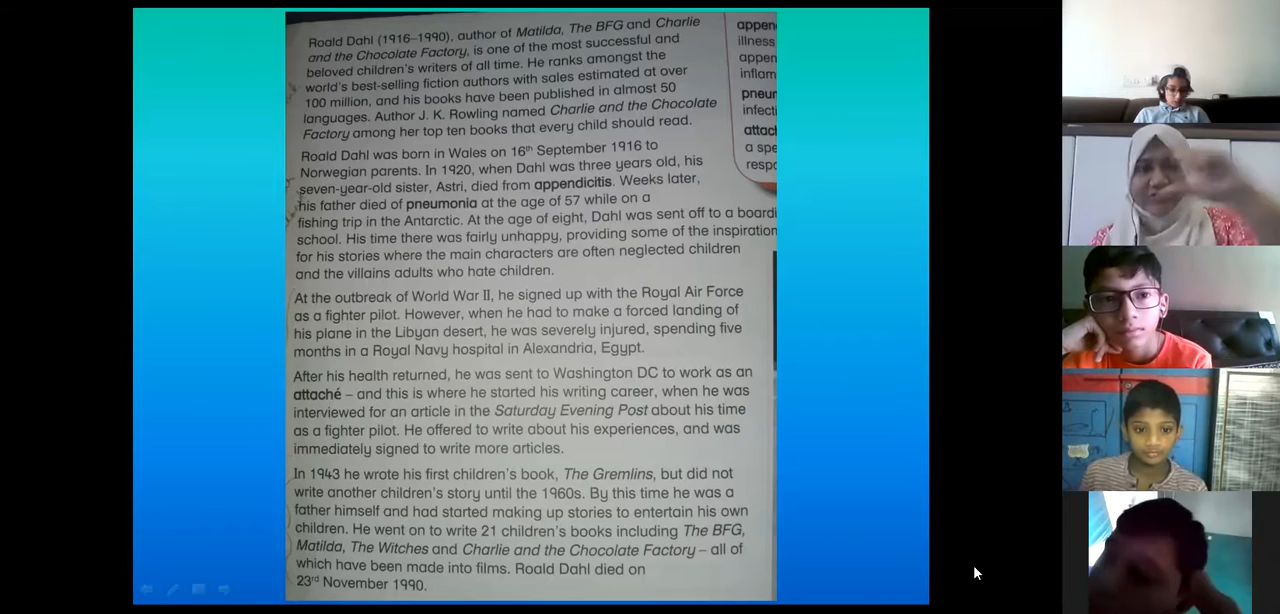 Roald Dahl (1916–1990), author of Matilda, The BFG and Charlie
and the Chocolate Factory, is one of the most successful and
beloved children's writers of all time. He ranks amongst the
world's best-selling fiction authors with sales estimated at over
100 million, and his books have been published in almost 50
languages. Author J. K. Rowling named Charlie and the Chocolate
Factory among her top ten books that every child should read.
Roald Dahl was born in Wales on 16th September 1916 to
Norwegian parents. In 1920, when Dahl was three years old, his
seven-year-old sister, Astri, died from appendicitis. Weeks later,
his father died of pneumonia at the age of 57 while on a
fishing trip in the Antarctic. At the age of eight, Dahl was sent off to a boardi
school. His time there was fairly unhappy, providing some of the inspiration
for his stories where the main characters are often neglected children
and the villains adults who hate children.
At the outbreak of World War II, he signed up with the Royal Air Force
as a fighter pilot. However, when he had to make a forced landing of
his plane in the Libyan desert, he was severely injured, spending five
months in a Royal Navy hospital in Alexandria, Egypt.
After his health returned, he was sent to Washington DC to work as an
attaché – and this is where he started his writing career, when he was
interviewed for an article in the Saturday Evening Post about his time
as a fighter pilot. He offered to write about his experiences, and was
immediately signed to write more articles.
In 1943 he wrote his first children's book, The Gremlins, but did not
write another children's story until the 1960s. By this time he was a
father himself and had started making up stories to entertain his own
children. He went on to write 21 children's books including The BFG,
Matilda, The Witches and Charlie and the Chocolate Factory – all of
which have been made into films. Roald Dahl died on
23rd November 1990.
appen
illness
appen
inflam
pneur
infecti
attach
a spe
respo